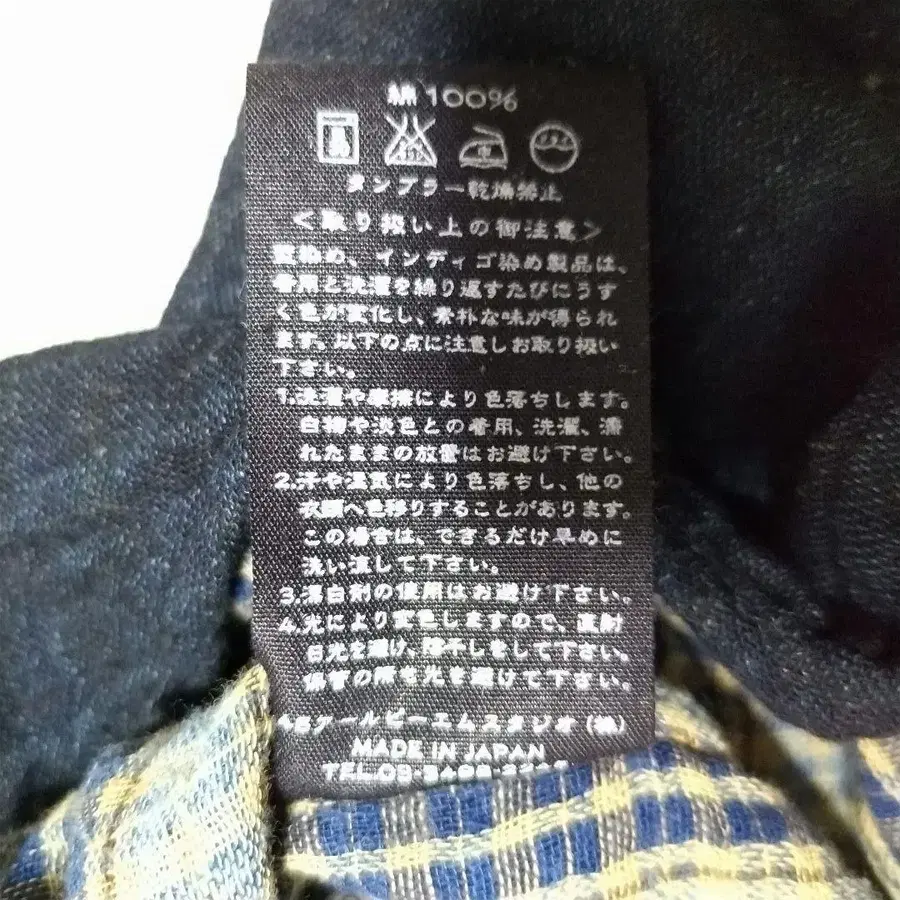 綿100%
タンブラー乾燥禁止
<取り扱い上の御注意>
インディゴ染め製品は、
着用と洗濯を繰り返すたびにうす
く色が変化し、素朴な味が得られ
ます。以下の点に注意しお取り扱い
下さい。
1.洗濯や摩擦により色落ちします。
白物や淡色との着用、洗濯、濡
れたままの放置はお避け下さい。
2.汗や湿気により色落ちし、他の
衣類へ色移りすることがあります。
この場合は、できるだけ早めに
洗い直して下さい。
3.漂白剤の使用はお避け下さい。
4.光により変色しますので、直射
日光を避け、陰干しをして下さい。
保管の際も光を避けて下さい。
アールビーエムスタジオ(株)
MADE IN JAPAN